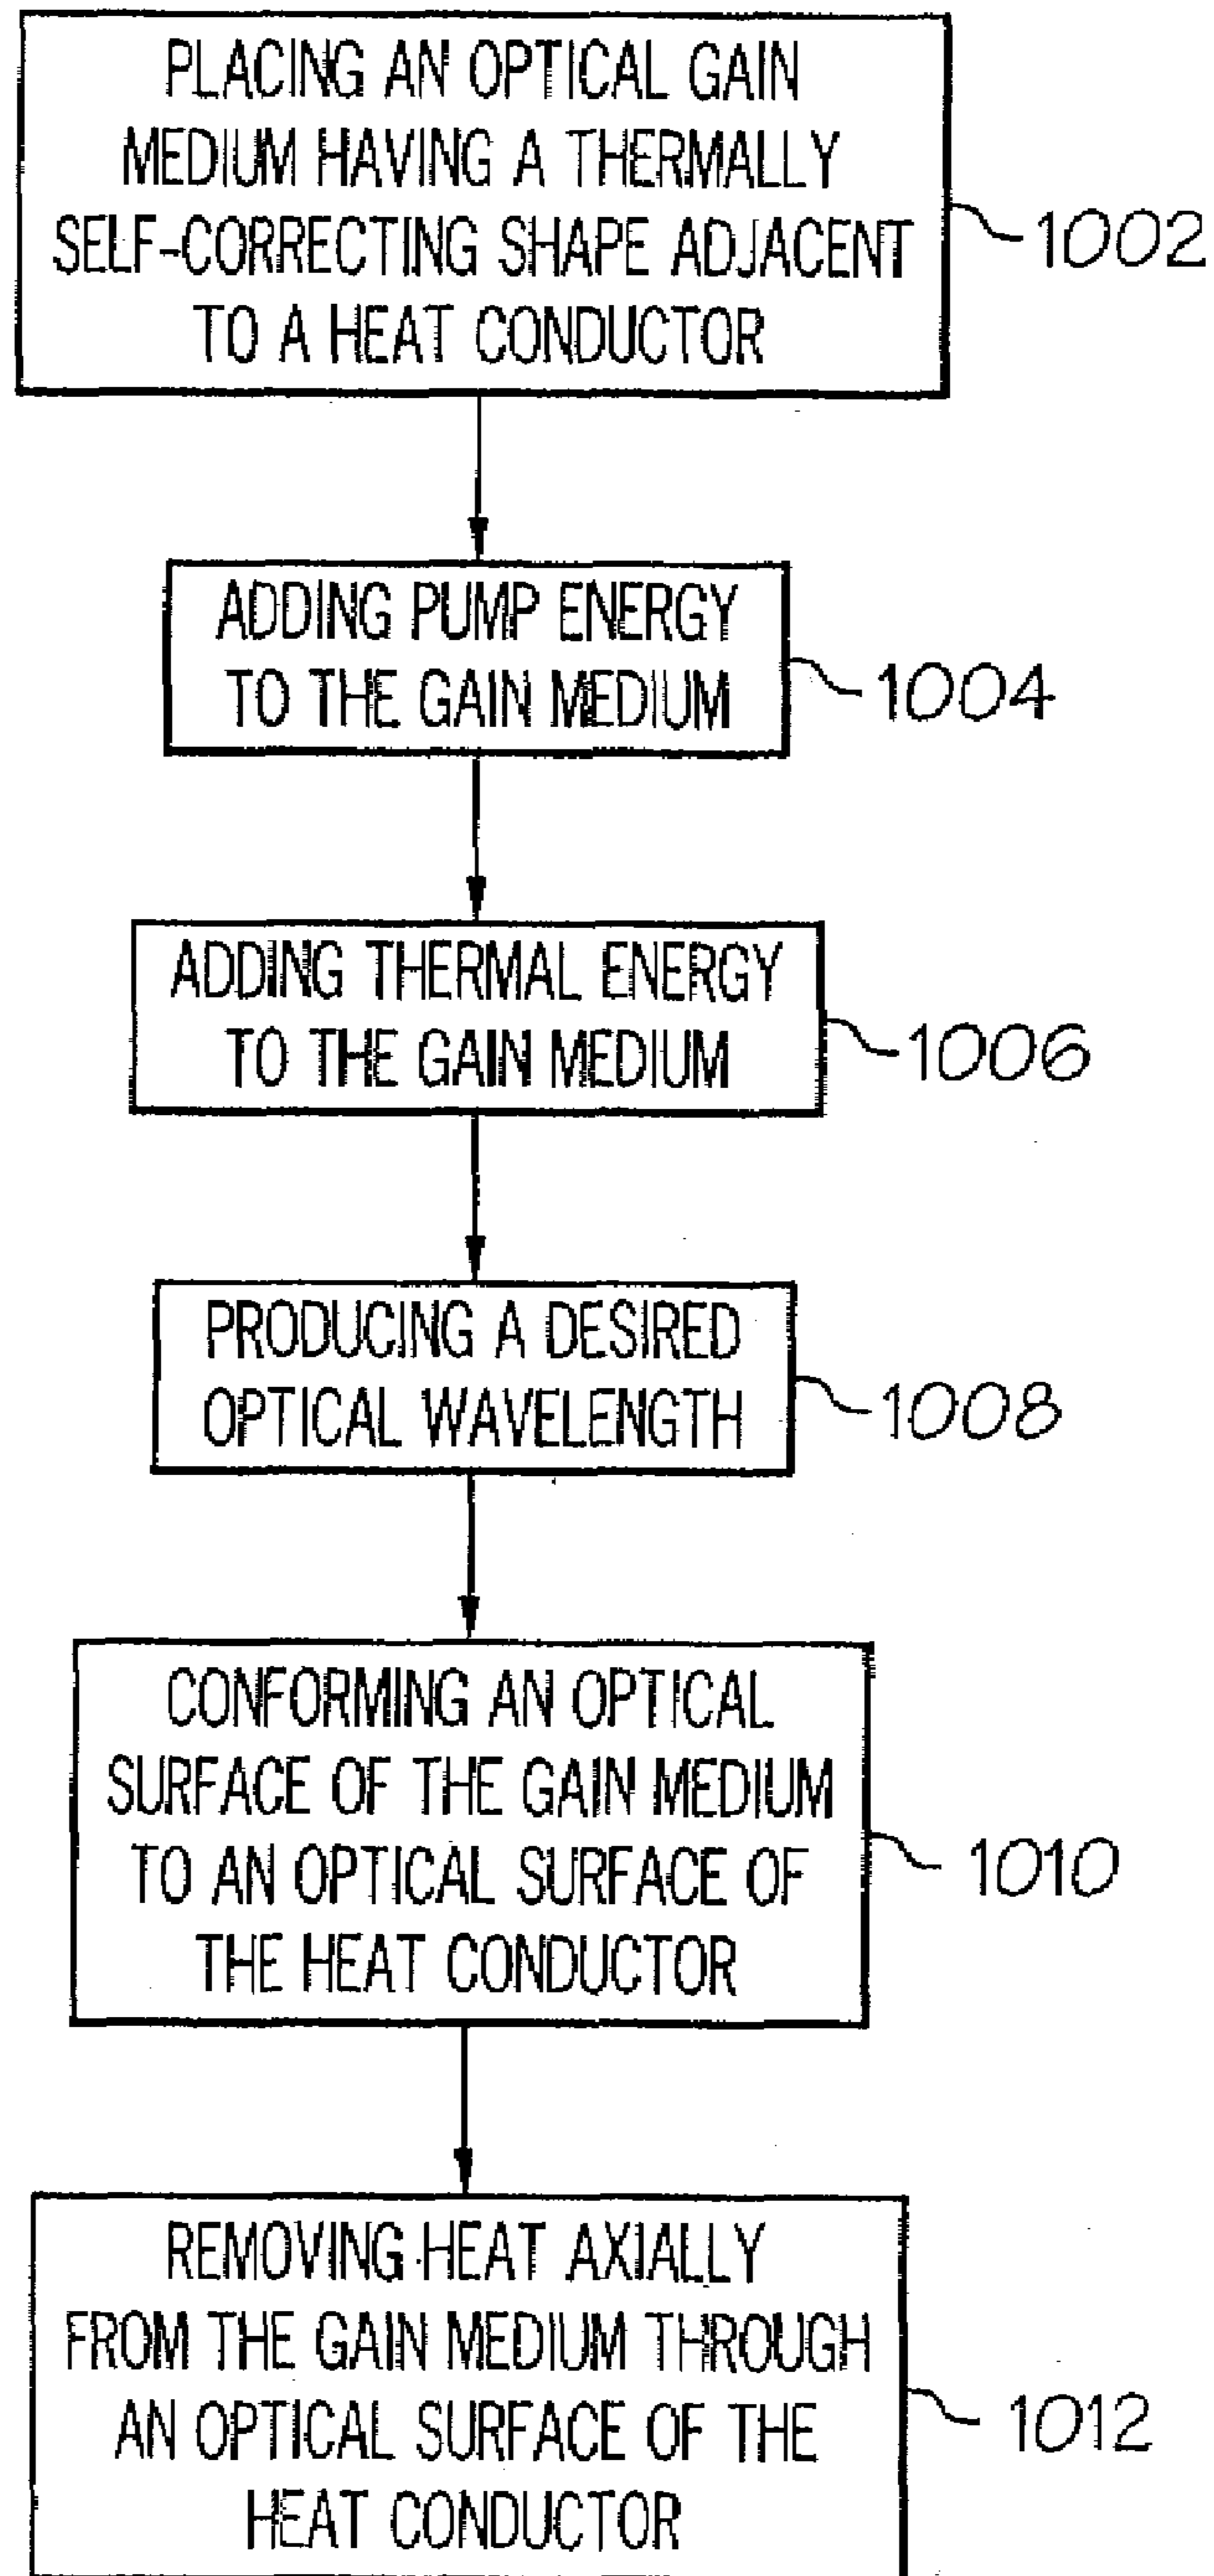 PLACING AN OPTICAL GAIN
MEDIUM HAVING A THERMALLY
SELF-CORRECTING SHAPE ADJACENT
TO A HEAT CONDUCTOR
1002
ADDING PUMP ENERGY
TO THE GAIN MEDIUM
1004
ADDING THERMAL ENERGY
TO THE GAIN MEDIUM
1006
PRODUCING A DESIRED
OPTICAL WAVELENGTH
1008
CONFORMING AN OPTICAL
SURFACE OF THE GAIN MEDIUM
TO AN OPTICAL SURFACE OF
THE HEAT CONDUCTOR
1010
REMOVING HEAT AXIALLY
FROM THE GAIN MEDIUM THROUGH
AN OPTICAL SURFACE OF THE
HEAT CONDUCTOR
1012